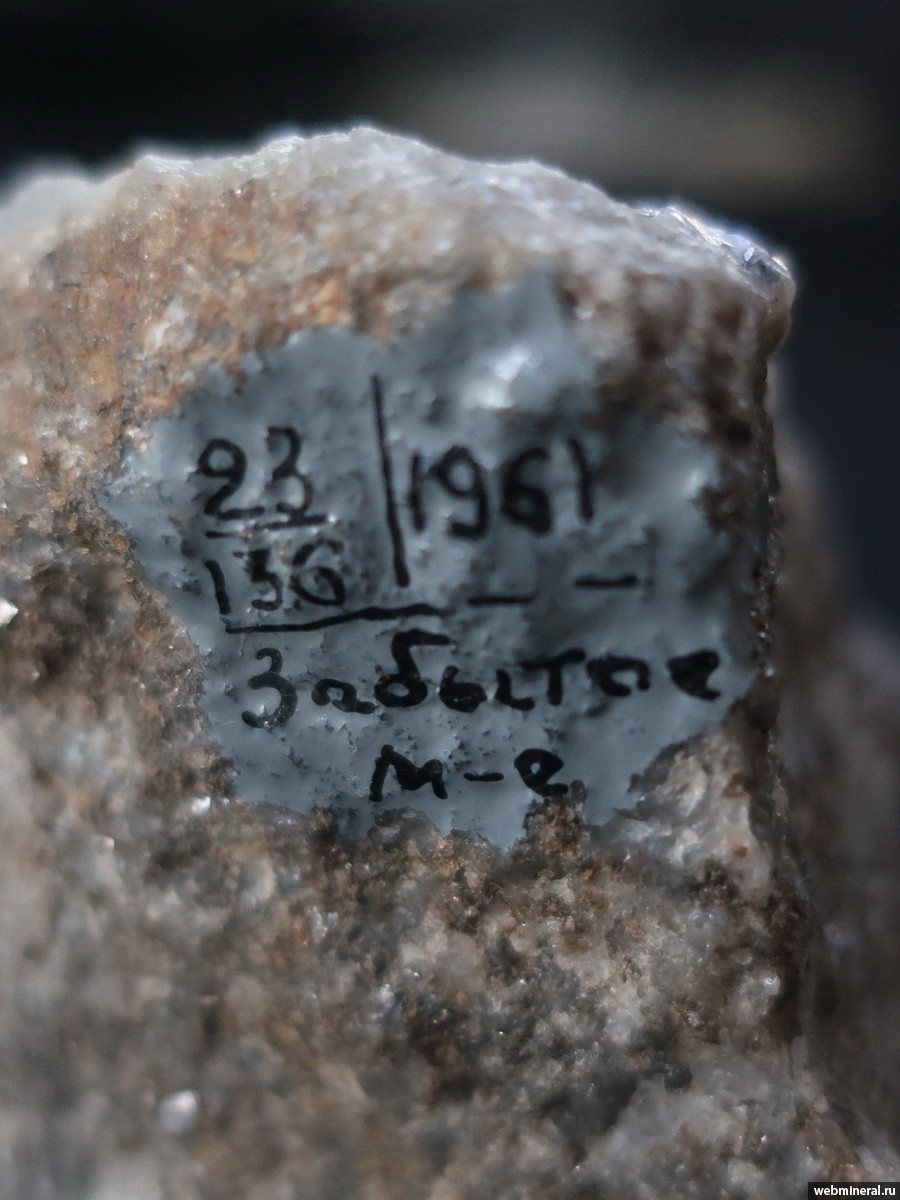 23 | 1961
136
Забытое
м-е
webmineral.ru